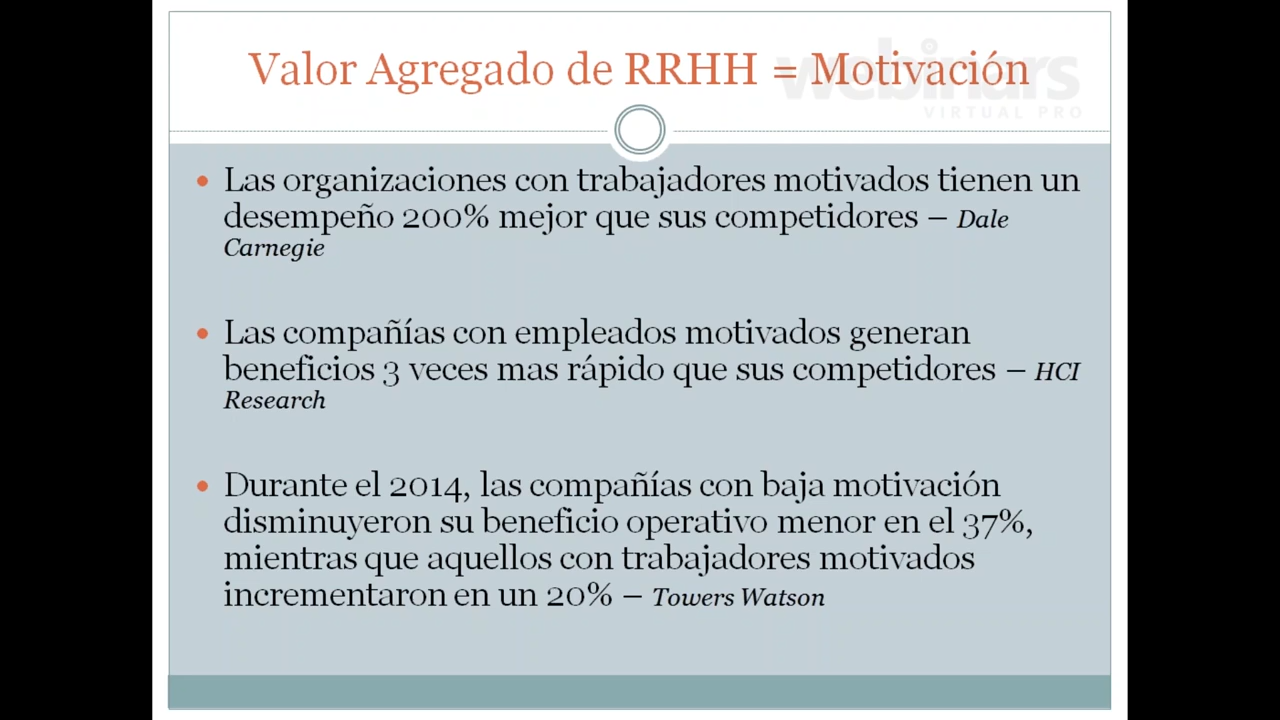 Valor Agregado de RRHH = Motivación
webinars
VIRTUAL PRO
• Las organizaciones con trabajadores motivados tienen un
desempeño 200% mejor que sus competidores – Dale
Carnegie
• Las compañías con empleados motivados generan
beneficios 3 veces mas rápido que sus competidores – HCI
Research
• Durante el 2014, las compañías con baja motivación
disminuyeron su beneficio operativo menor en el 37%,
mientras que aquellos con trabajadores motivados
incrementaron en un 20% – Towers Watson